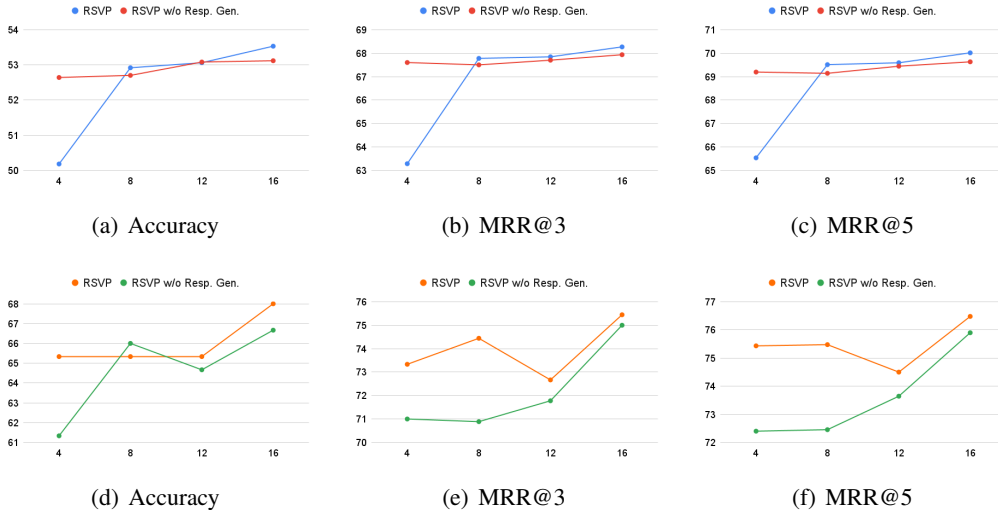 RSVP RSVP w/o Resp. Gen.
54
53
52
51
50
4 8 12 16
(a) Accuracy
RSVP RSVP w/o Resp. Gen.
69
68
67
66
65
64
63
4 8 12 16
(b) MRR@3
RSVP RSVP w/o Resp. Gen.
71
70
69
68
67
66
65
4 8 12 16
(c) MRR@5
RSVP RSVP w/o Resp. Gen.
68
67
66
65
64
63
62
61
4 8 12 16
(d) Accuracy
RSVP RSVP w/o Resp. Gen.
76
75
74
73
72
71
70
4 8 12 16
(e) MRR@3
RSVP RSVP w/o Resp. Gen.
77
76
75
74
73
72
4 8 12 16
(f) MRR@5